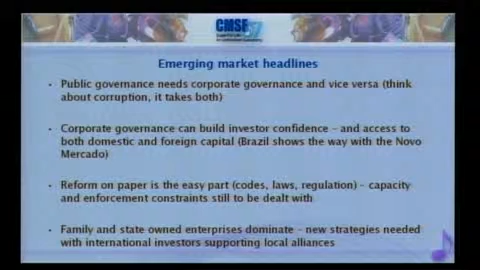 CMSF
Emerging market headlines
• Public governance needs corporate governance and vice versa (think
about corruption, it takes both)
• Corporate governance can build investor confidence – and access to
both domestic and foreign capital (Brazil shows the way with the Novo
Mercado)
• Reform on paper is the easy part (codes, laws, regulation) – capacity
and enforcement constraints still to be dealt with
• Family and state owned enterprises dominate – new strategies needed
with international investors supporting local alliances